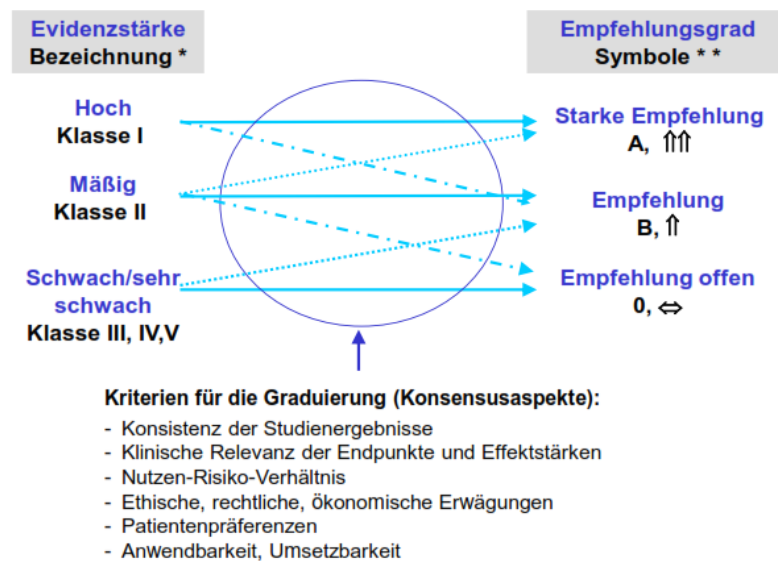 Evidenzstärke
Bezeichnung *
Empfehlungsgrad
Symbole * *
Hoch
Klasse I
Starke Empfehlung
A, ⇑⇑
Mäßig
Klasse II
Empfehlung
B, ⇑
Schwach/sehr
schwach
Klasse III, IV,V
Empfehlung offen
0, ⇔
Kriterien für die Graduierung (Konsensusaspekte):
- Konsistenz der Studienergebnisse
- Klinische Relevanz der Endpunkte und Effektstärken
- Nutzen-Risiko-Verhältnis
- Ethische, rechtliche, ökonomische Erwägungen
- Patientenpräferenzen
- Anwendbarkeit, Umsetzbarkeit